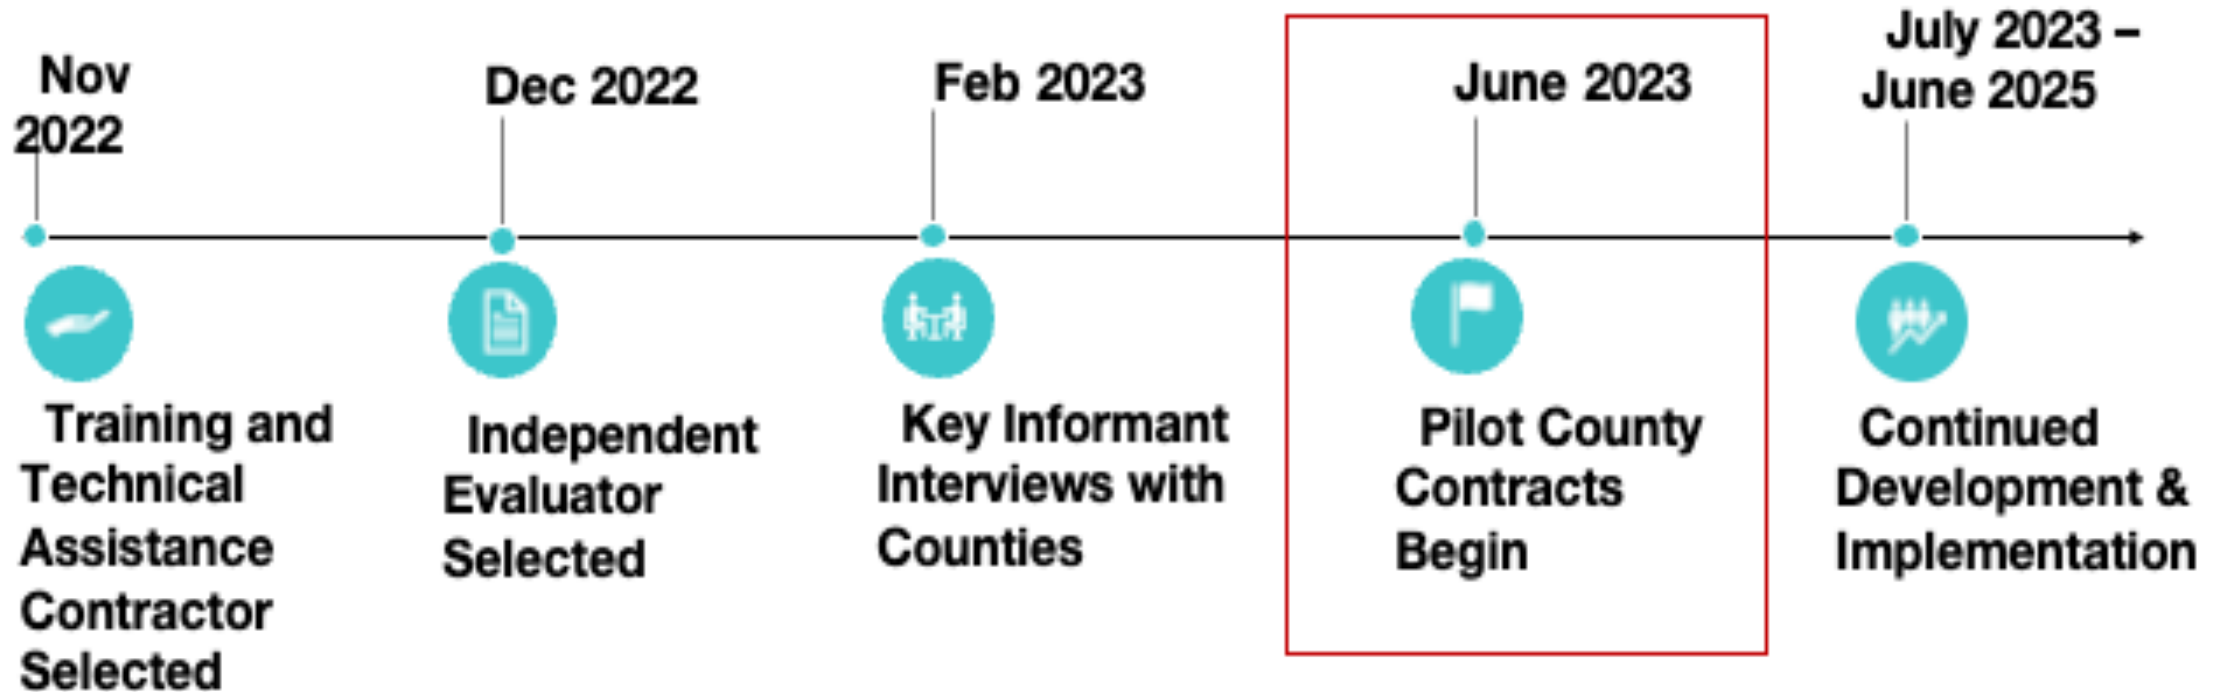 Nov
2022
Training and
Technical
Assistance
Contractor
Selected
Dec 2022
Independent
Evaluator
Selected
Feb 2023
Key Informant
Interviews with
Counties
June 2023
Pilot County
Contracts
Begin
July 2023 –
June 2025
Continued
Development &
Implementation